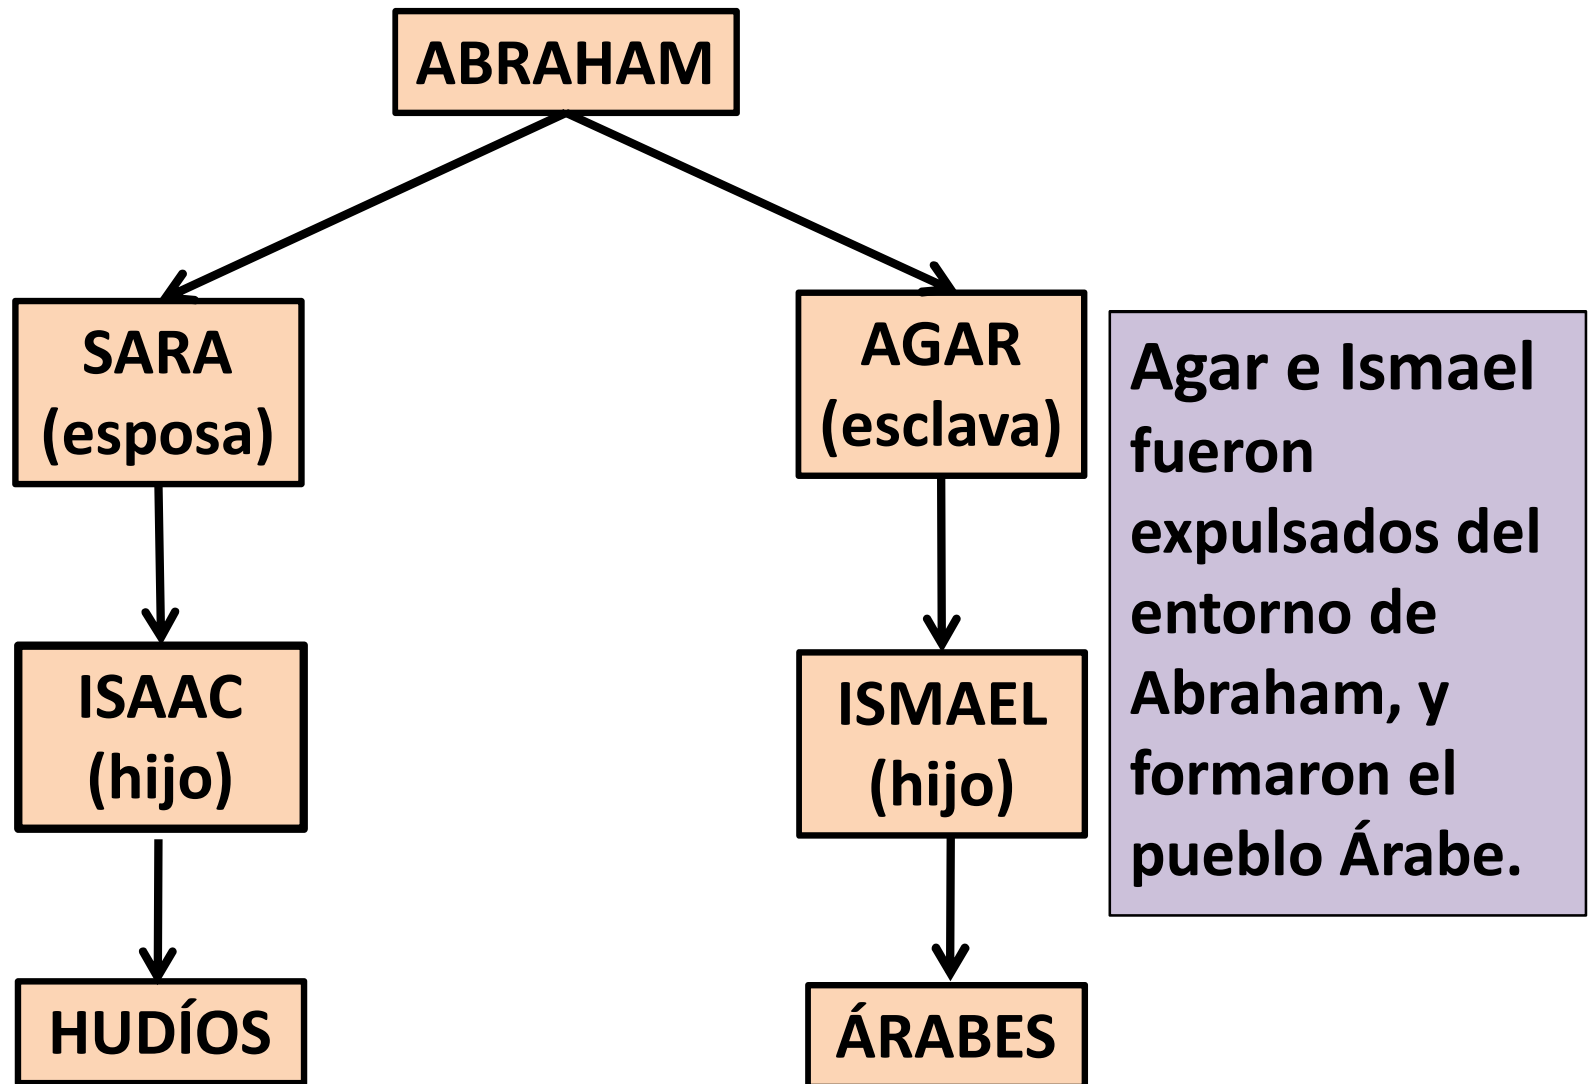 ABRAHAM
SARA
(esposa)
AGAR
(esclava)
Agar e Ismael
fueron
expulsados del
entorno de
Abraham, y
formaron el
pueblo Árabe.
ISAAC
(hijo)
ISMAEL
(hijo)
HUDÍOS
ÁRABES